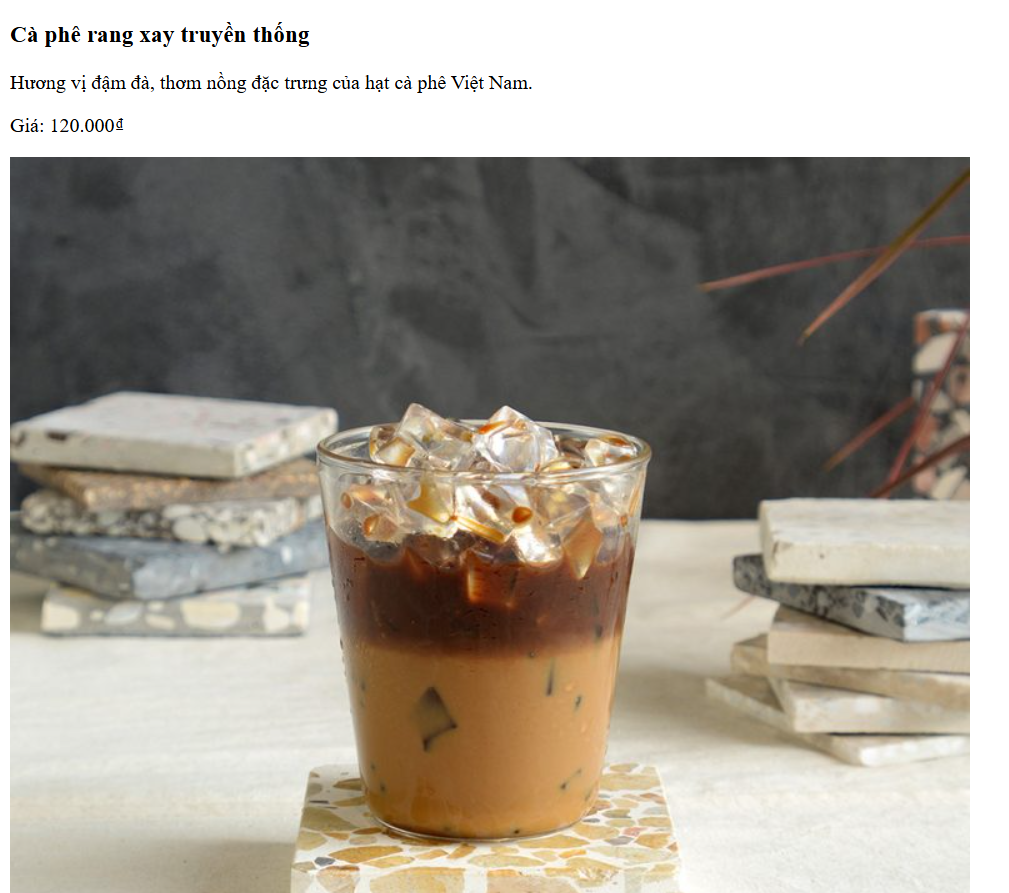 Cà phê rang xay truyền thống
Hương vị đậm đà, thơm nồng đặc trưng của hạt cà phê Việt Nam.
Giá: 120.000₫